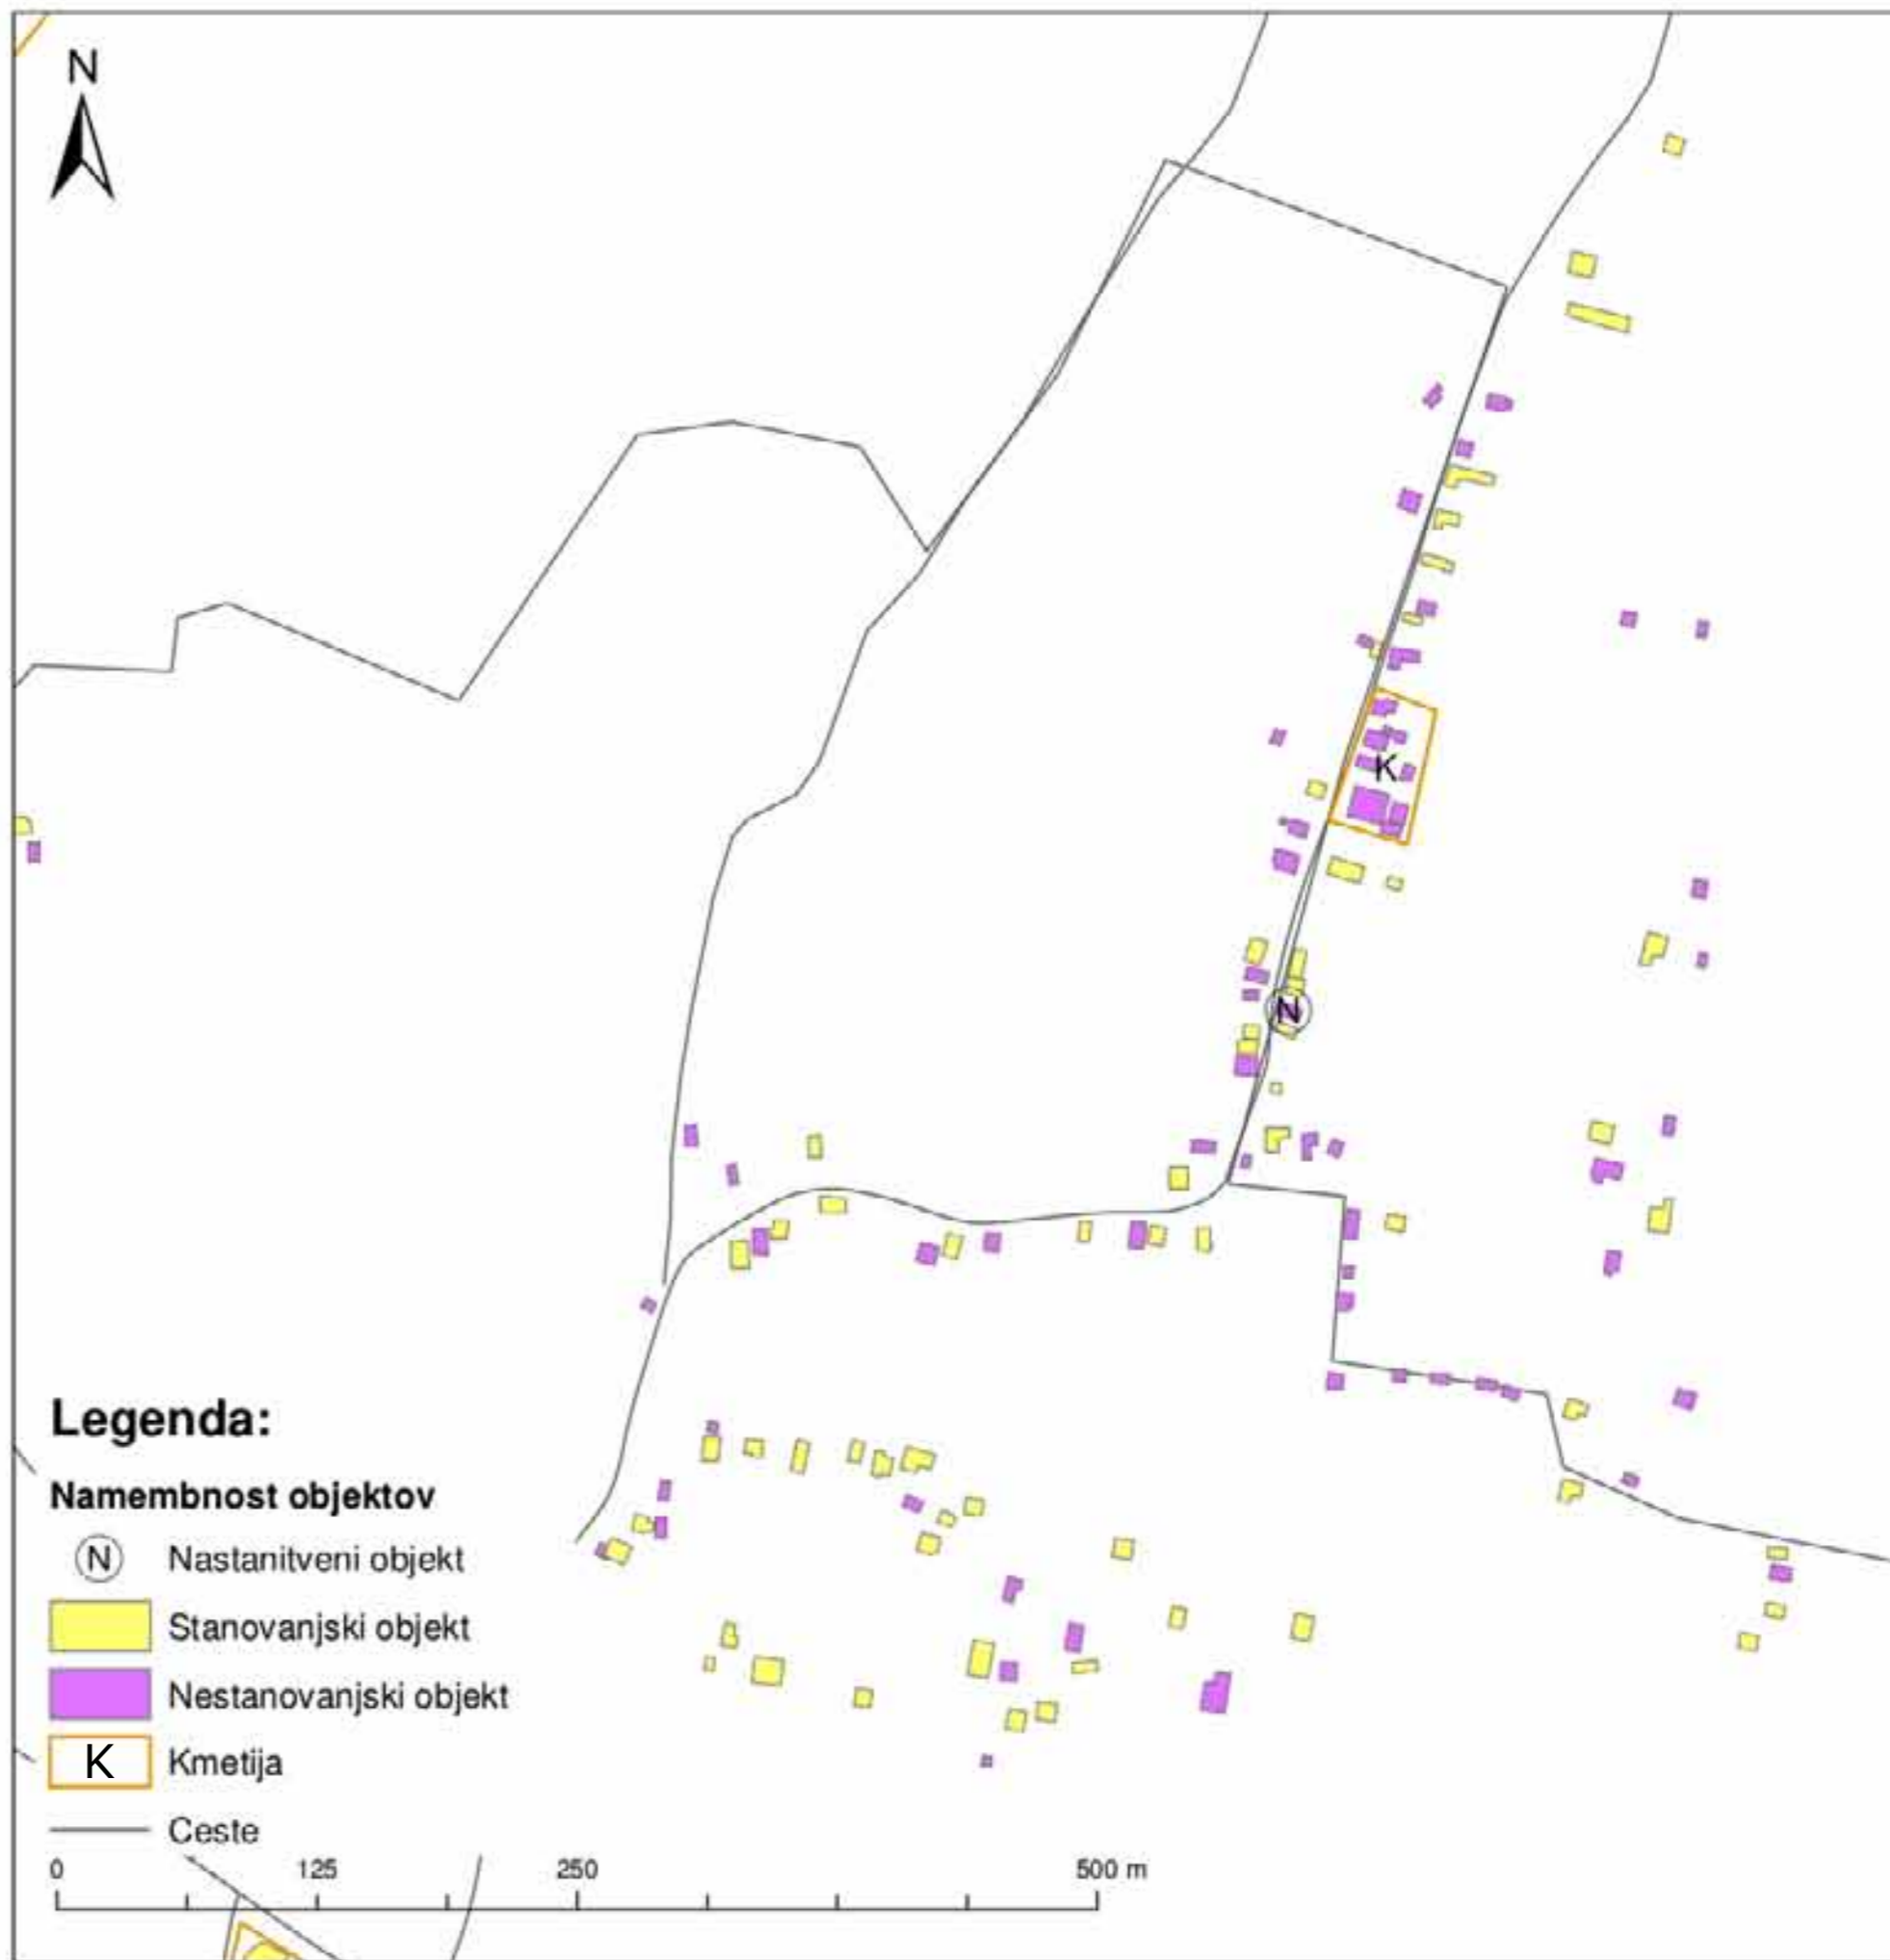 N
K
N
Legenda:
Namembnost objektov
N Nastanitveni objekt
Stanovanjski objekt
Nestanovanjski objekt
K Kmetija
Ceste
0 125 250 500 m